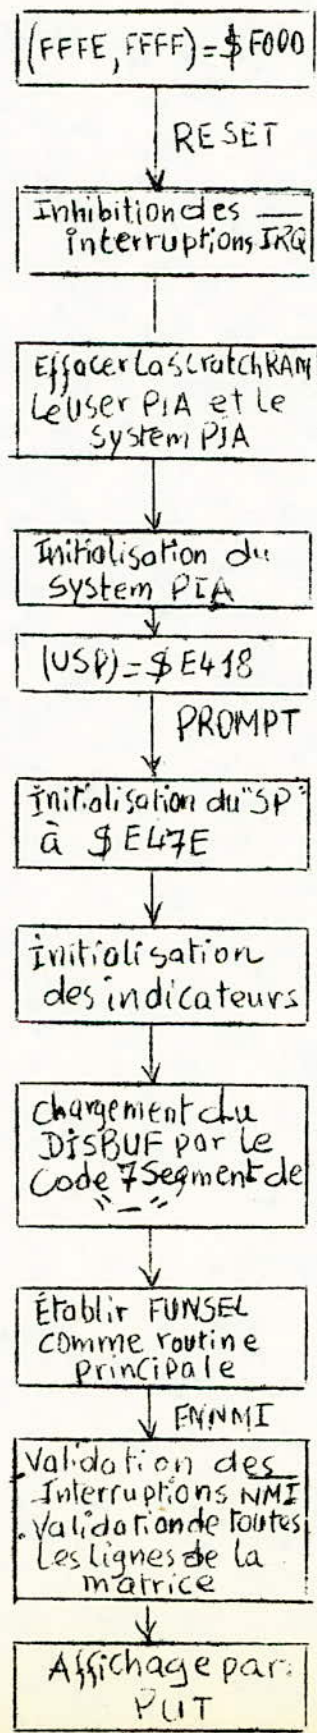 (FFFE, FFFF) = $F000
RESET
Inhibition des
interruptions IRQ
Effacer La scratch RAM
Le user PIA et le
System PIA
Initialisation du
System PIA
(USP) = $E418
PROMPT
initialisation du "SP"
à $E47E
initialisation
des indicateurs
chargement du
DISBUF par le
Code 7 Segment de
"_"
Établir FUNSEL
comme routine
principale
ENNMI
.Validation des
Interruptions NMI
.Validation de toutes
Les lignes de la
matrice
Affichage par:
PUT